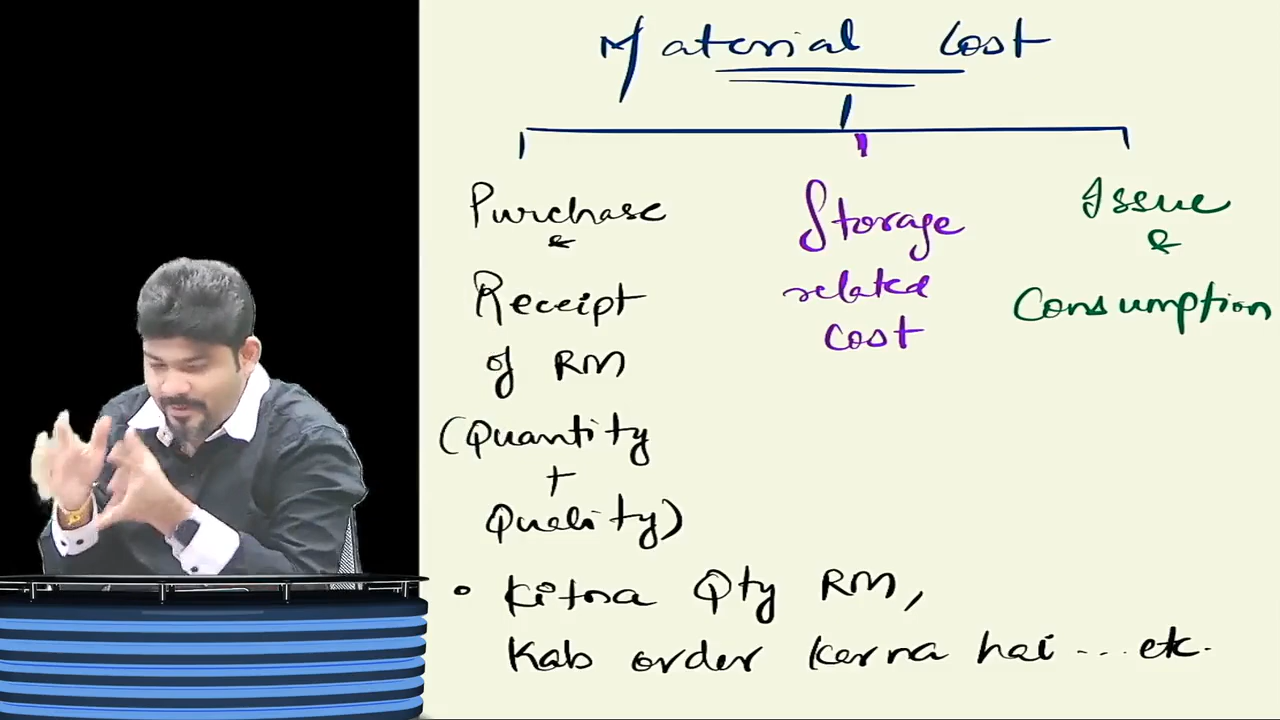 Material Cost
Purchase
&
Receipt
of RM
(Quantity
+
Quality)
Storage
related
cost
Issue
&
Consumption
• Kitna Qty RM,
Kab order karna hai ... etc.